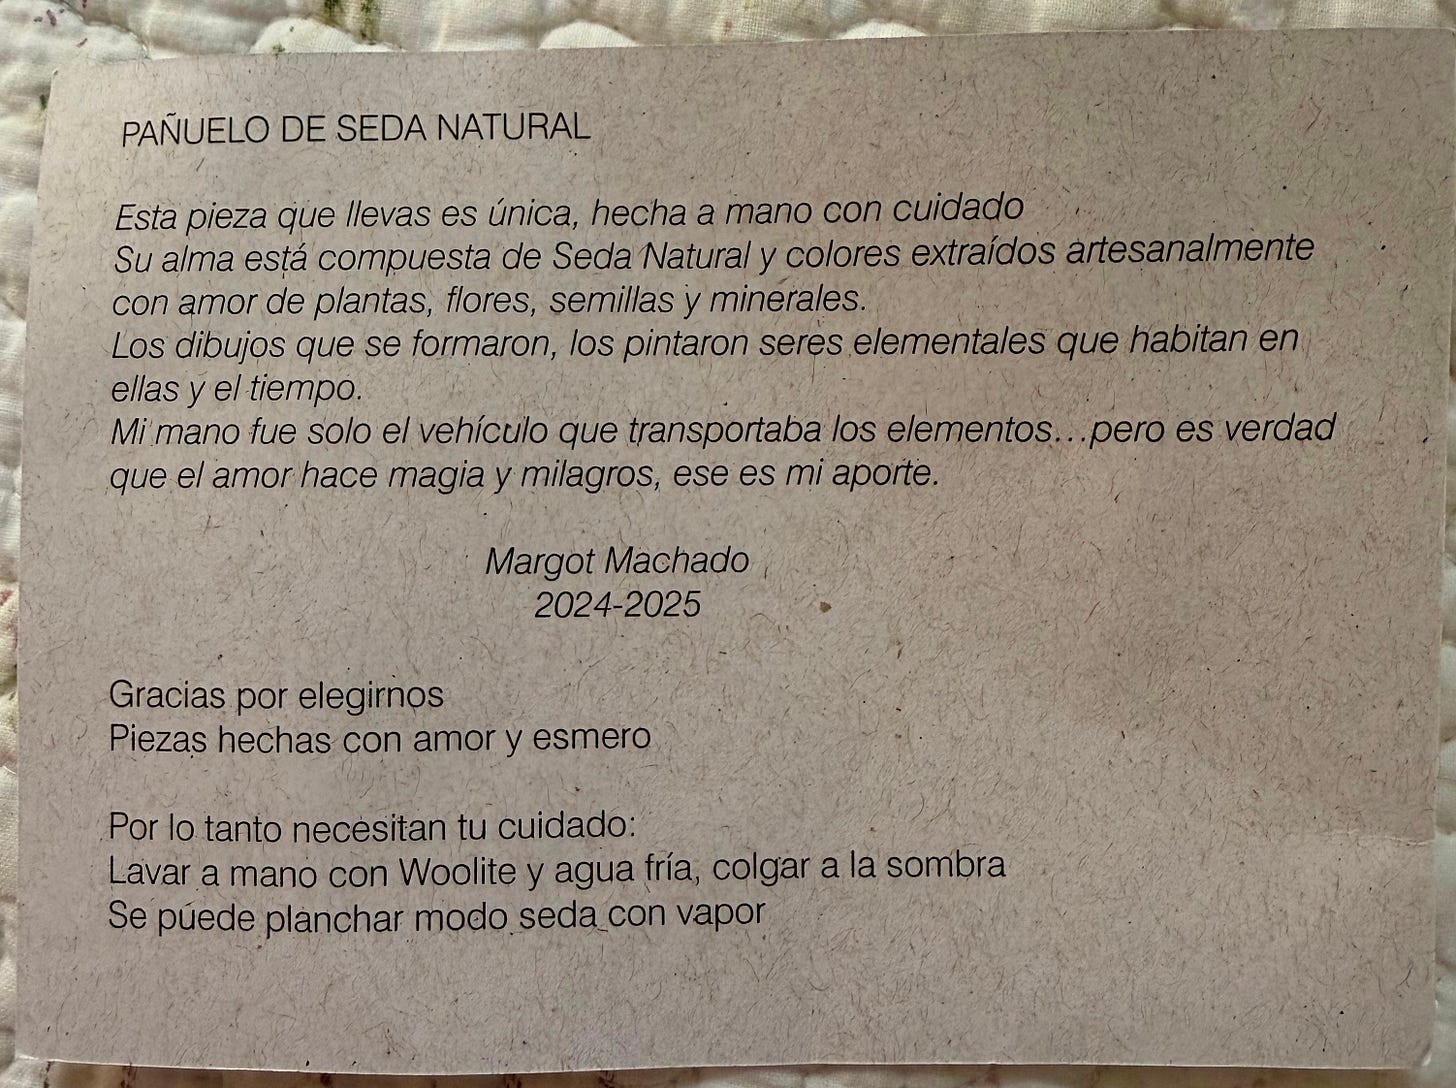 PAÑUELO DE SEDA NATURAL
Esta pieza que llevas es única, hecha a mano con cuidado
Su alma está compuesta de Seda Natural y colores extraídos artesanalmente
con amor de plantas, flores, semillas y minerales.
Los dibujos que se formaron, los pintaron seres elementales que habitan en
ellas y el tiempo.
Mi mano fue solo el vehículo que transportaba los elementos...pero es verdad
que el amor hace magia y milagros, ese es mi aporte.
Margot Machado
2024-2025
Gracias por elegirnos
Piezas hechas con amor y esmero
Por lo tanto necesitan tu cuidado:
Lavar a mano con Woolite y agua fría, colgar a la sombra
Se puede planchar modo seda con vapor